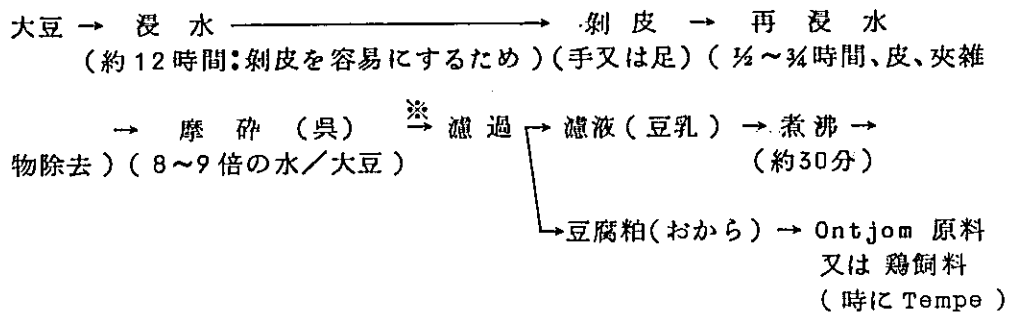 大豆 → 浸水 → 剝皮 → 再浸水
(約12時間:剝皮を容易にするため)(手又は足)(½~¾時間、皮、夾雑
→ 摩砕(呉) ※→ 濾過 → 濾液(豆乳) → 煮沸 →
物除去)(8~9倍の水/大豆) (約30分)
→豆腐粕(おから) → Ontjom 原料
又は 鶏飼料
(時に Tempe)